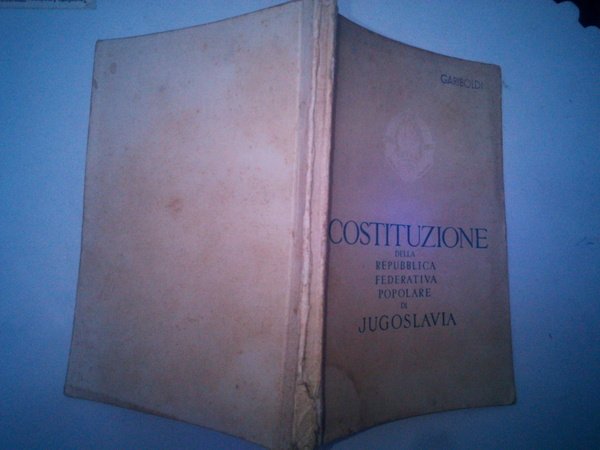 GARIBOLDI
COSTITUZIONE
DELLA
REPUBBLICA
FEDERATIVA
POPOLARE
DI
JUGOSLAVIA